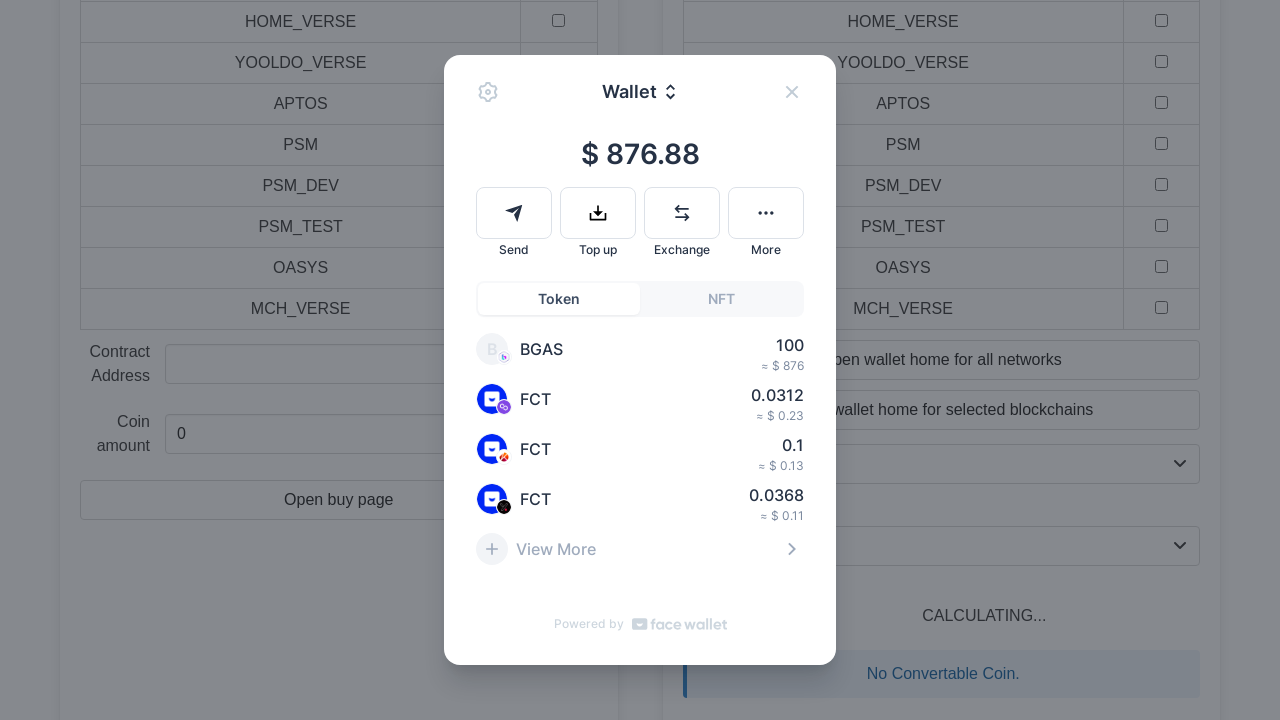 HOME_VERSE
YOOLDO_VERSE
APTOS
PSM
PSM_DEV
PSM_TEST
OASYS
MCH_VERSE
Contract
Address
Coin
amount
0
Open buy page
Wallet
$ 876.88
Send
Top up
Exchange
More
Token
NFT
B
BGAS
100
≈ $ 876
FCT
0.0312
≈ $ 0.23
FCT
0.1
≈ $ 0.13
FCT
0.0368
≈ $ 0.11
View More
Powered by face wallet
HOME_VERSE
YOOLDO_VERSE
APTOS
PSM
PSM_DEV
PSM_TEST
OASYS
MCH_VERSE
wallet home for all networks
wallet home for selected blockchains
CALCULATING...
No Convertable Coin.